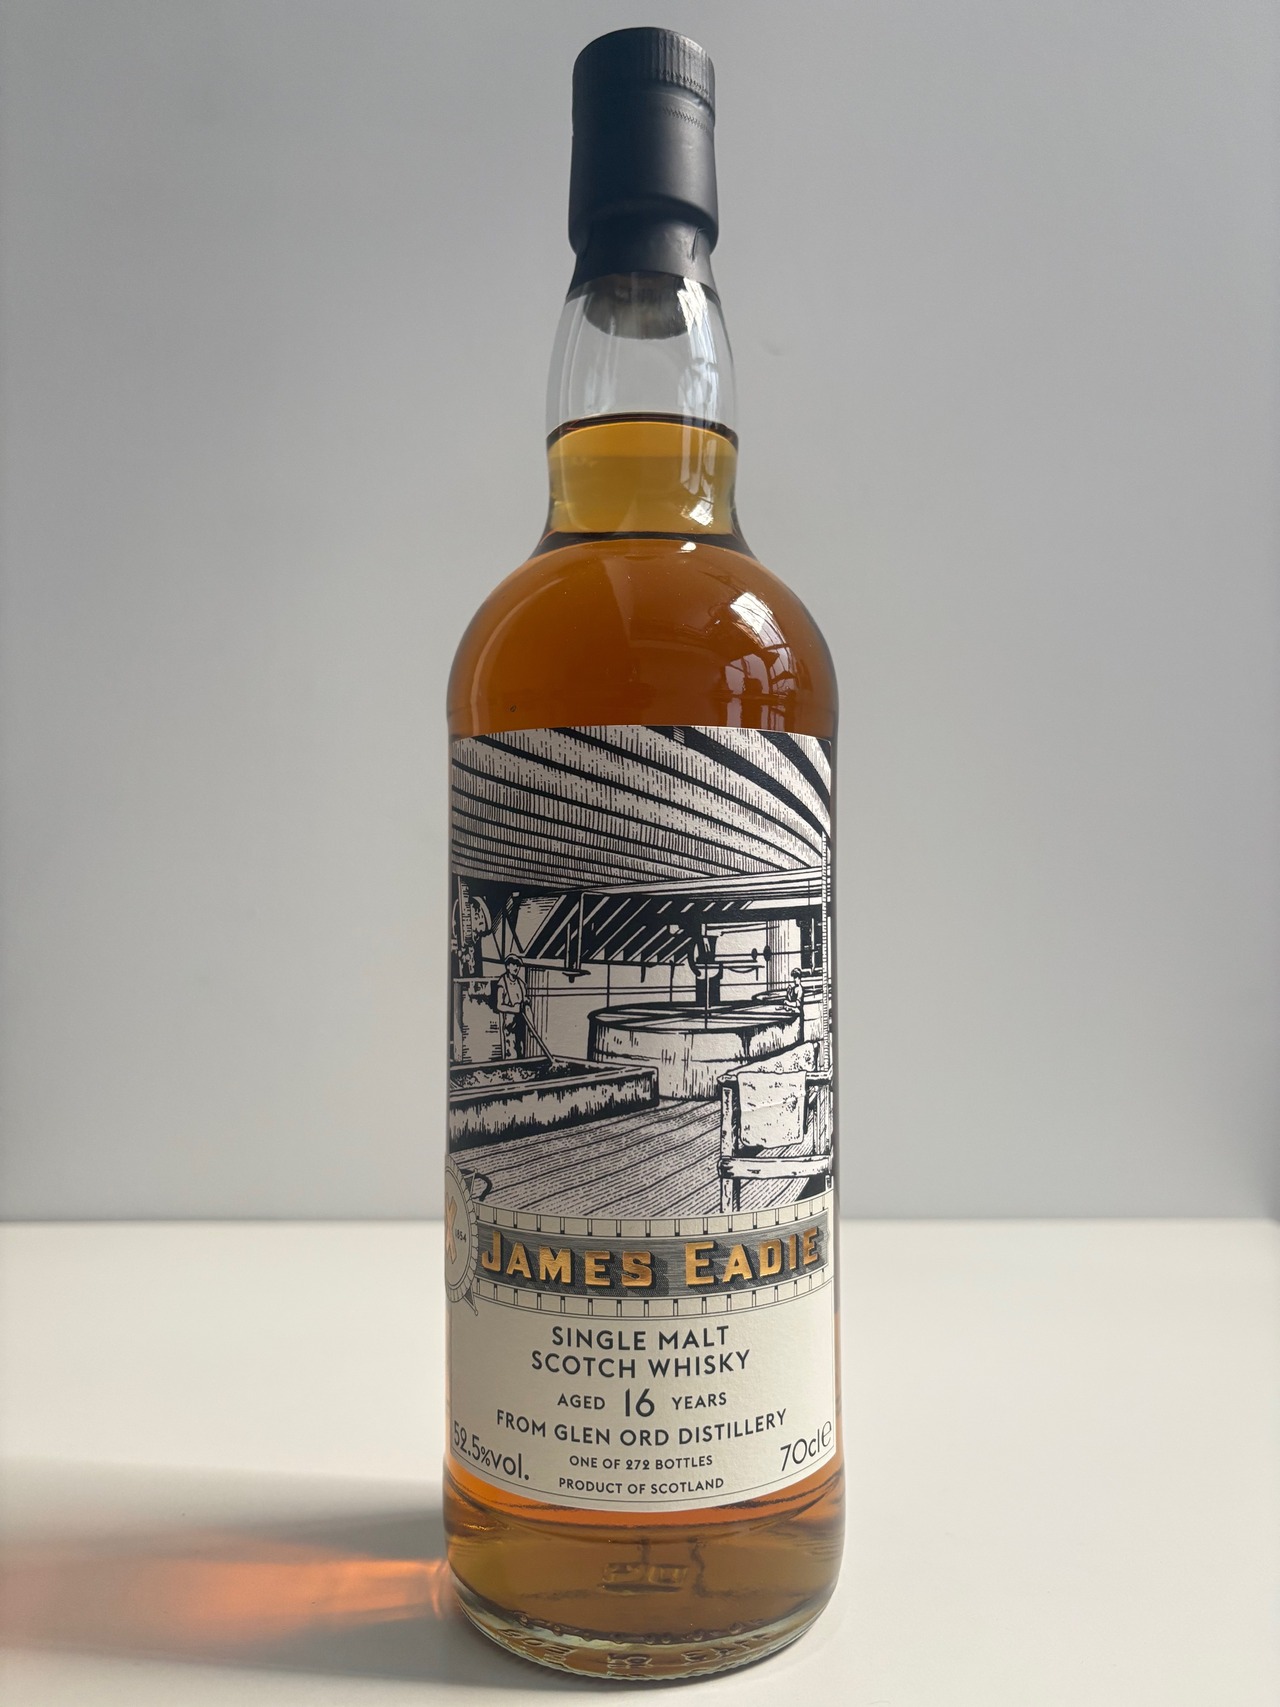 1854
JAMES EADIE
SINGLE MALT
SCOTCH WHISKY
AGED 16 YEARS
FROM GLEN ORD DISTILLERY
52.5%vol.
ONE OF 272 BOTTLES
70cl e
PRODUCT OF SCOTLAND